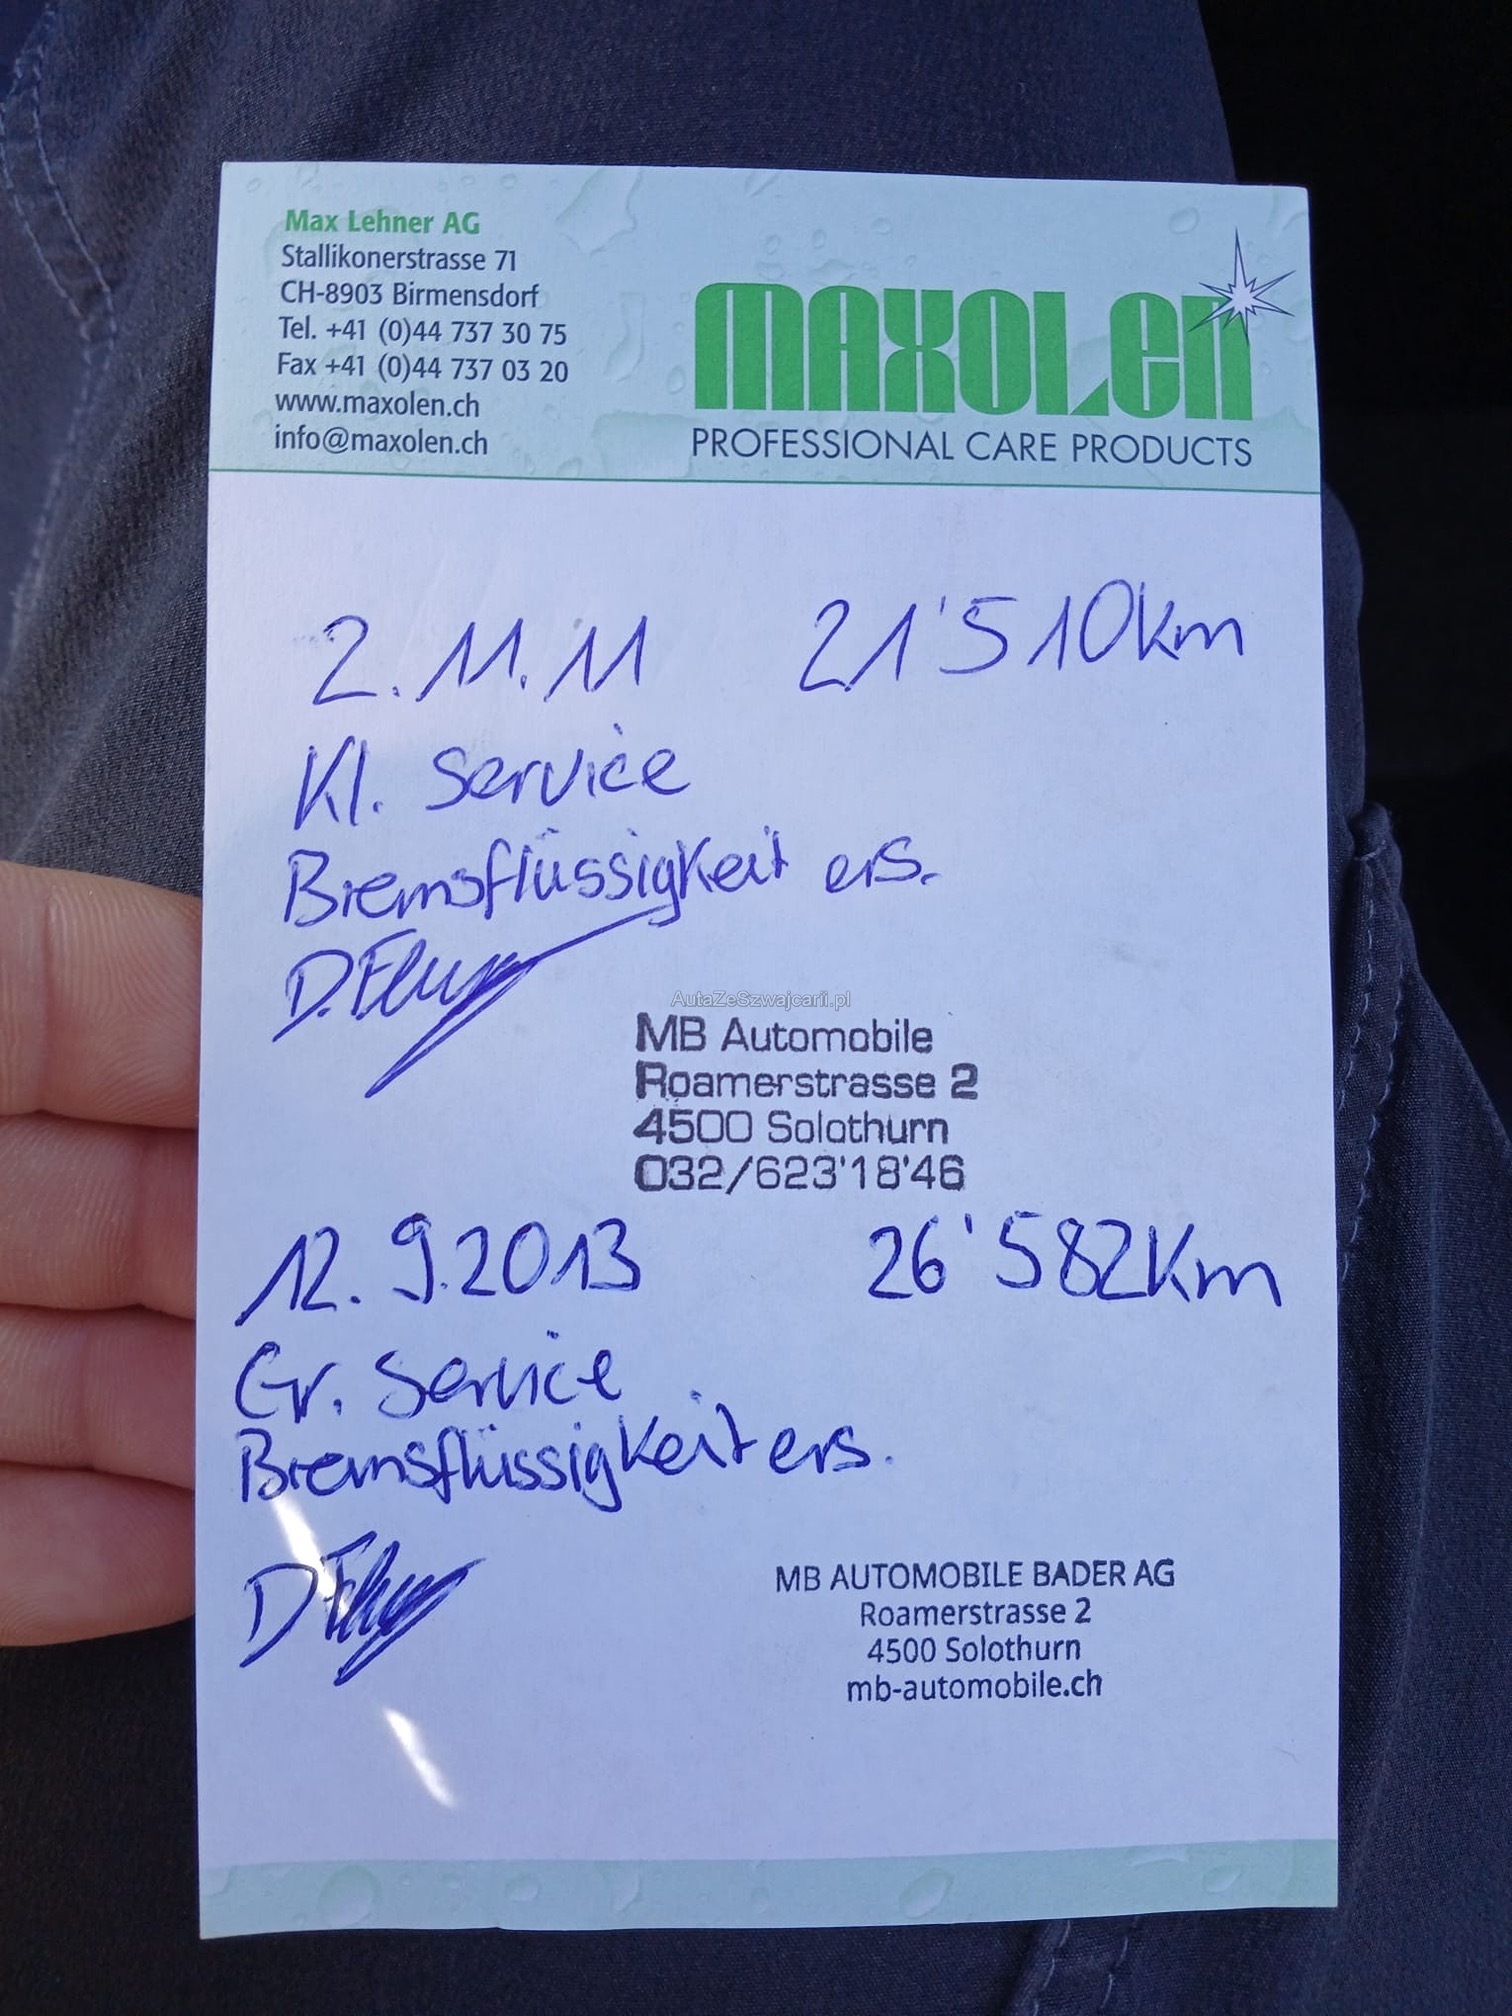 Max Lehner AG
Stallikonerstrasse 71
CH-8903 Birmensdorf
Tel. +41 (0)44 737 30 75
Fax +41 (0)44 737 03 20
www.maxolen.ch
info@maxolen.ch
MAXOLEN
PROFESSIONAL CARE PRODUCTS
2.11.11 21'510km
Kl. Service
Bremsflüssigkeit ers.
AutaZeSzwajcarii.pl
MB Automobile
Roamerstrasse 2
4500 Solothurn
032/623'18'46
12.9.2013 26'582Km
Gr. Service
Bremsflüssigkeit ers.
MB AUTOMOBILE BADER AG
Roamerstrasse 2
4500 Solothurn
mb-automobile.ch